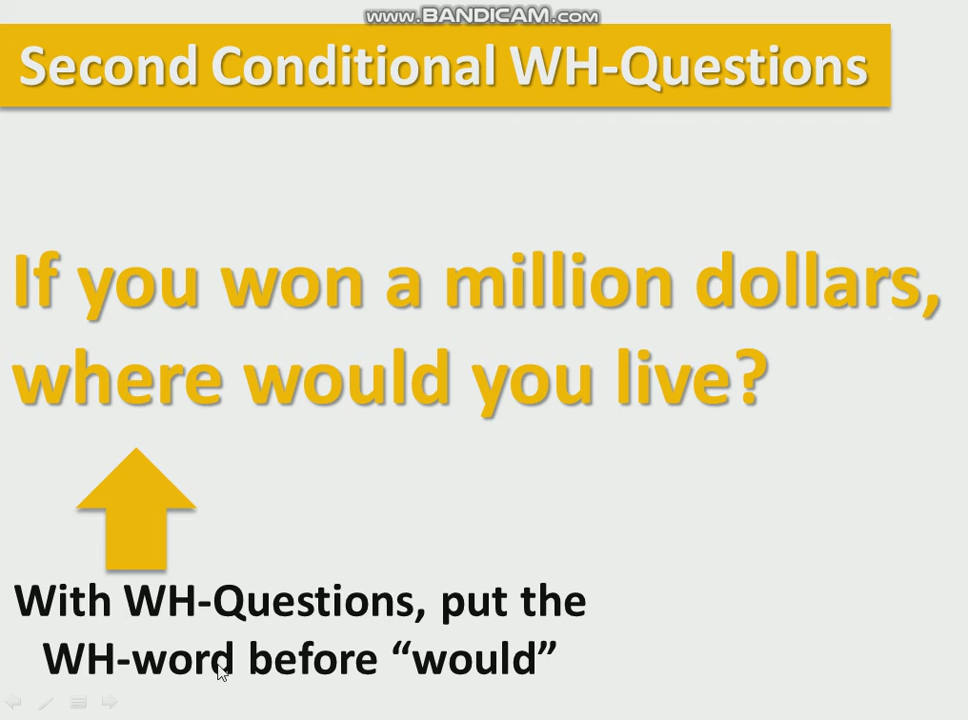 www.BANDICAM.com
Second Conditional WH-Questions
If you won a million dollars,
where would you live?
With WH-Questions, put the
WH-word before “would”